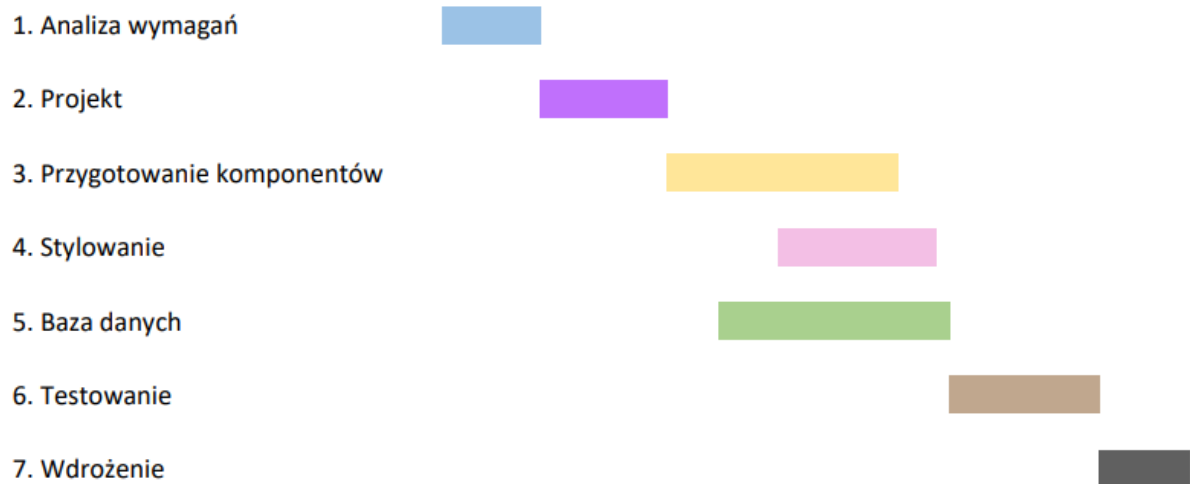 1. Analiza wymagań
2. Projekt
3. Przygotowanie komponentów
4. Stylowanie
5. Baza danych
6. Testowanie
7. Wdrożenie